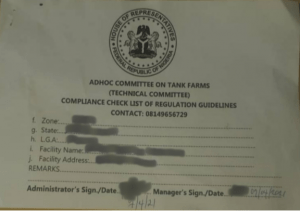 HOUSE OF REPRESENTATIVES
FEDERAL REPUBLIC OF NIGERIA
ADHOC COMMITTEE ON TANK FARMS
(TECHNICAL COMMITTEE)
COMPLIANCE CHECK LIST OF REGULATION GUIDELINES
CONTACT: 08149656729
f. Zone:
g. State:
h. L.G.A:
i. Facility Name:
j. Facility Address:
REMARKS
Administrator's Sign./Date Manager's Sign./Date